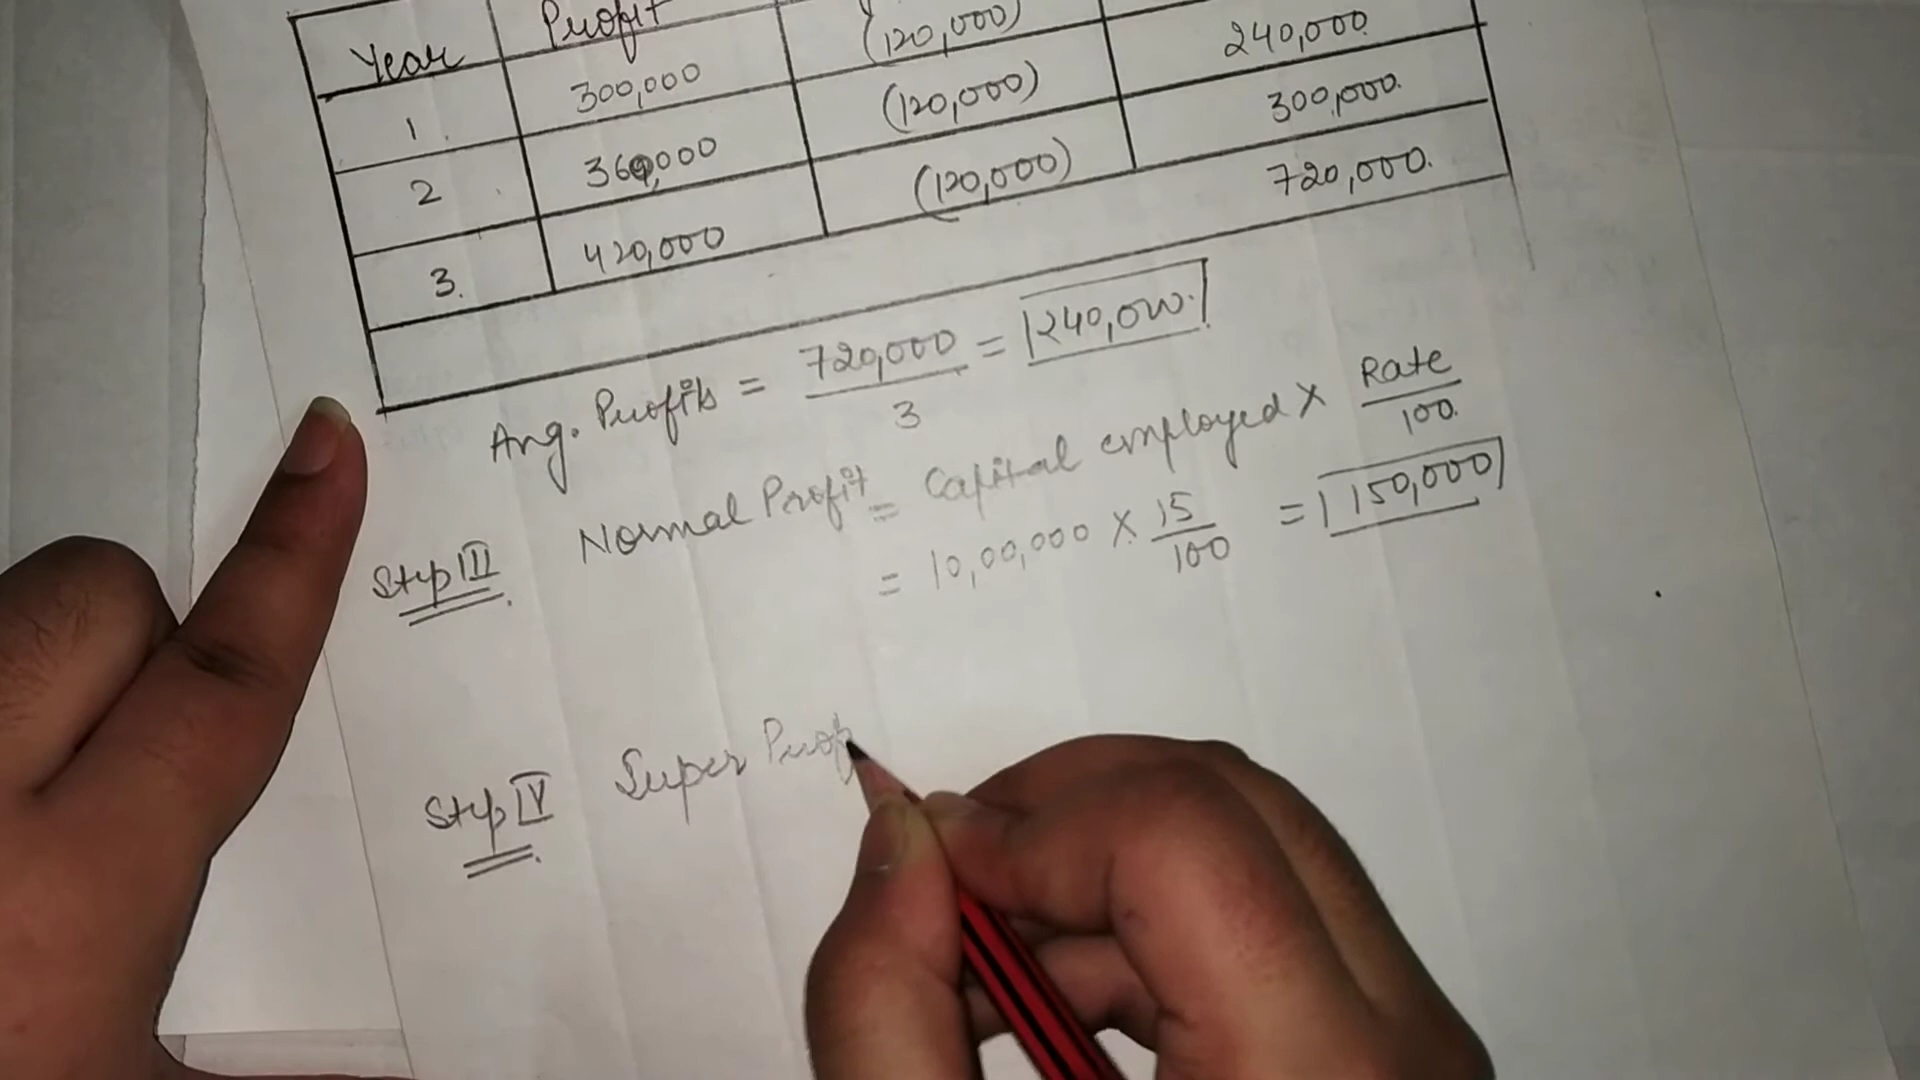 Year Profit
1. 300,000 (120,000)
2 360,000 (120,000) 240,000
3. 420,000 (120,000) 300,000.
720,000.
Avg. Profits = 720,000 / 3 = 240,000.
Step III Normal Profit = Capital employed X Rate / 100.
= 10,00,000 X 15 / 100 = 150,000
Step IV Super Prof